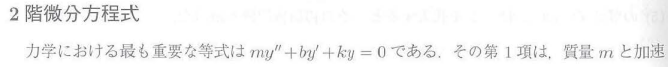 2 階微分方程式
力学における最も重要な等式は my″+by′+ky = 0 である．その第 1 項は，質量 m と加速